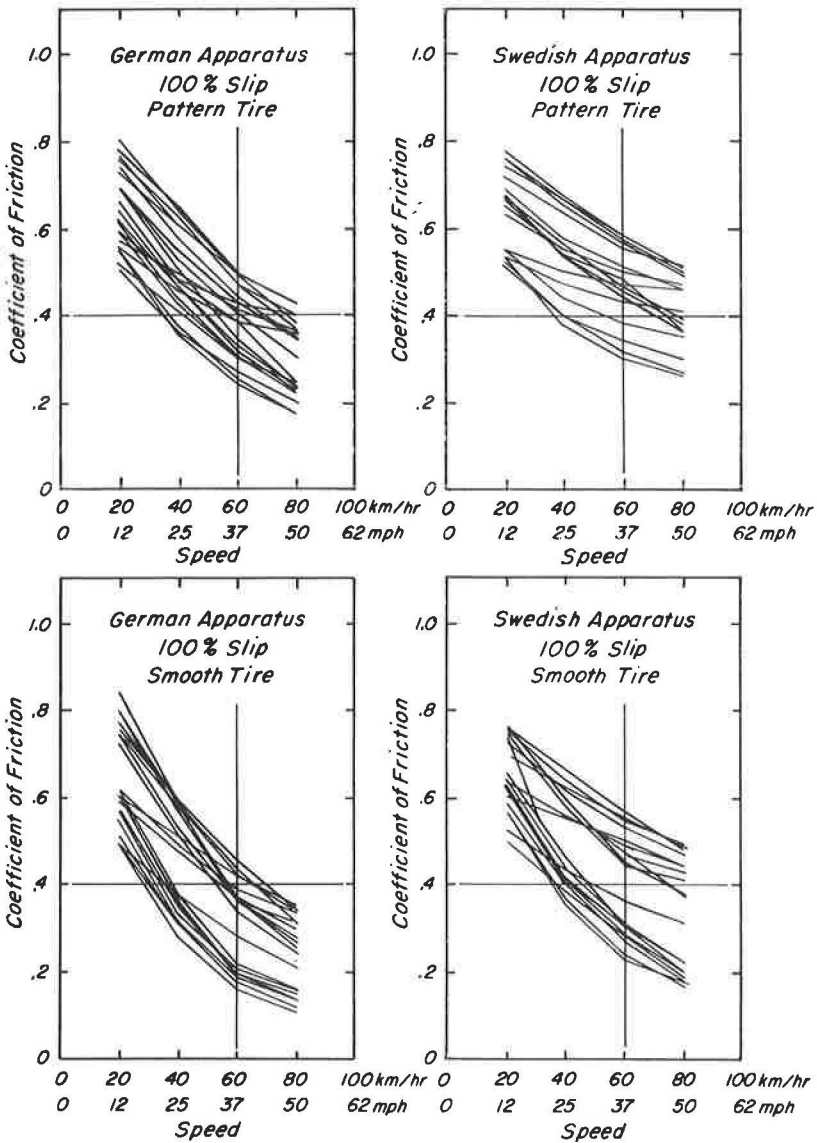 German Apparatus
100% Slip
Pattern Tire
Coefficient of Friction
1.0
.8
.6
.4
.2
0
0 20 40 60 80 100 km/hr
0 12 25 37 50 62 mph
Speed
Swedish Apparatus
100% Slip
Pattern Tire
Coefficient of Friction
1.0
.8
.6
.4
.2
0
0 20 40 60 80 100 km/hr
0 12 25 37 50 62 mph
Speed
German Apparatus
100% Slip
Smooth Tire
Coefficient of Friction
1.0
.8
.6
.4
.2
0
0 20 40 60 80 100 km/hr
0 12 25 37 50 62 mph
Speed
Swedish Apparatus
100% Slip
Smooth Tire
Coefficient of Friction
1.0
.8
.6
.4
.2
0
0 20 40 60 80 100 km/hr
0 12 25 37 50 62 mph
Speed